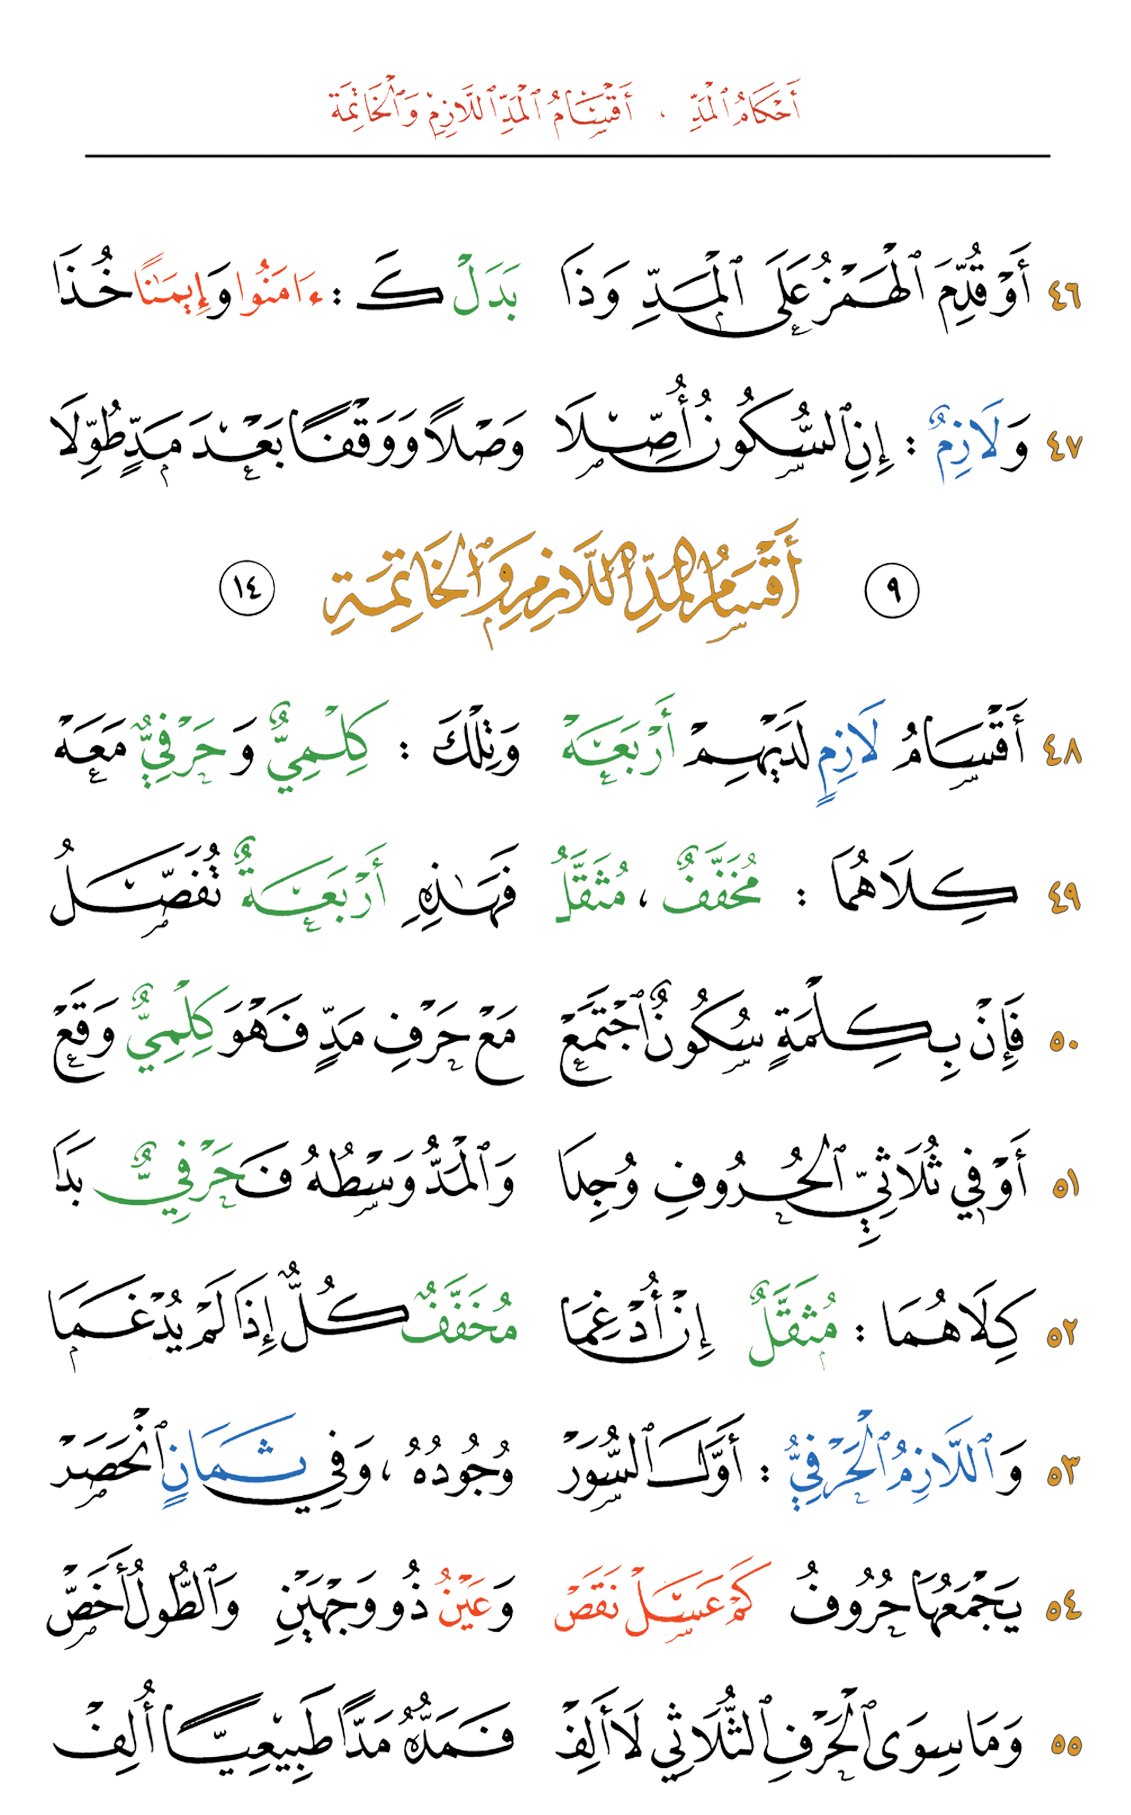 أَحْكَامُ ٱلْمَدِّ ، أَقْسَامُ ٱلْمَدِّ ٱللَّازِمِ وَٱلْخَاتِمَة
٤٦ أَوْ قُدِّمَ ٱلْهَمْزُ عَلَى ٱلْمَدِّ وَذَا بَدَلْ كَـ : ءَامَنُوا وَإِيمَٰنًا خُذَا
٤٧ وَلَازِمٌ : إِنِ ٱلسُّكُونُ أُصِّلَا وَصْلًا وَوَقْفًا بَعْدَ مَدٍّ طُوِّلَا
٩ أَقْسَامُ ٱلْمَدِّ ٱللَّازِمِ وَٱلْخَاتِمَةِ ١٤
٤٨ أَقْسَامُ لَازِمٍ لَدَيْهِمْ أَرْبَعَهْ وَتِلْكَ : كِلْمِيٌّ وَ حَرْفِيٌّ مَعَهْ
٤٩ كِلَاهُمَا : مُخَفَّفٌ ، مُثَقَّلُ فَهَٰذِهِ أَرْبَعَةٌ تُفَصَّلُ
٥٠ فَإِنْ بِكِلْمَةٍ سُكُونٌ ٱجْتَمَعْ مَعْ حَرْفِ مَدٍّ فَهْوَ كِلْمِيٌّ وَقَعْ
٥١ أَوْ فِي ثُلَاثِيِّ ٱلْحُرُوفِ وُجِدَا وَٱلْمَدُّ وَسْطُهُ فَحَرْفِيٌّ بَدَا
٥٢ كِلَاهُمَا : مُثَقَّلٌ إِنْ أُدْغِمَا مُخَفَّفٌ كُلٌّ إِذَا لَمْ يُدْغَمَا
٥٣ وَٱللَّازِمُ ٱلْحَرْفِيُّ : أَوَّلَ ٱلسُّوَرْ وُجُودُهُ ، وَفِي ثَمَانٍ ٱنْحَصَرْ
٥٤ يَجْمَعُهَا حُرُوفُ كَمْ عَسَلْ نَقَصْ وَعَيْنُ ذُو وَجْهَيْنِ وَٱلطُّولُ أَخَصّْ
٥٥ وَمَا سِوَى ٱلْحَرْفِ ٱلثُّلَاثِي لَا أَلَفْ فَمَدُّهُ مَدًّا طَبِيْعِيًّا أُلِفْ